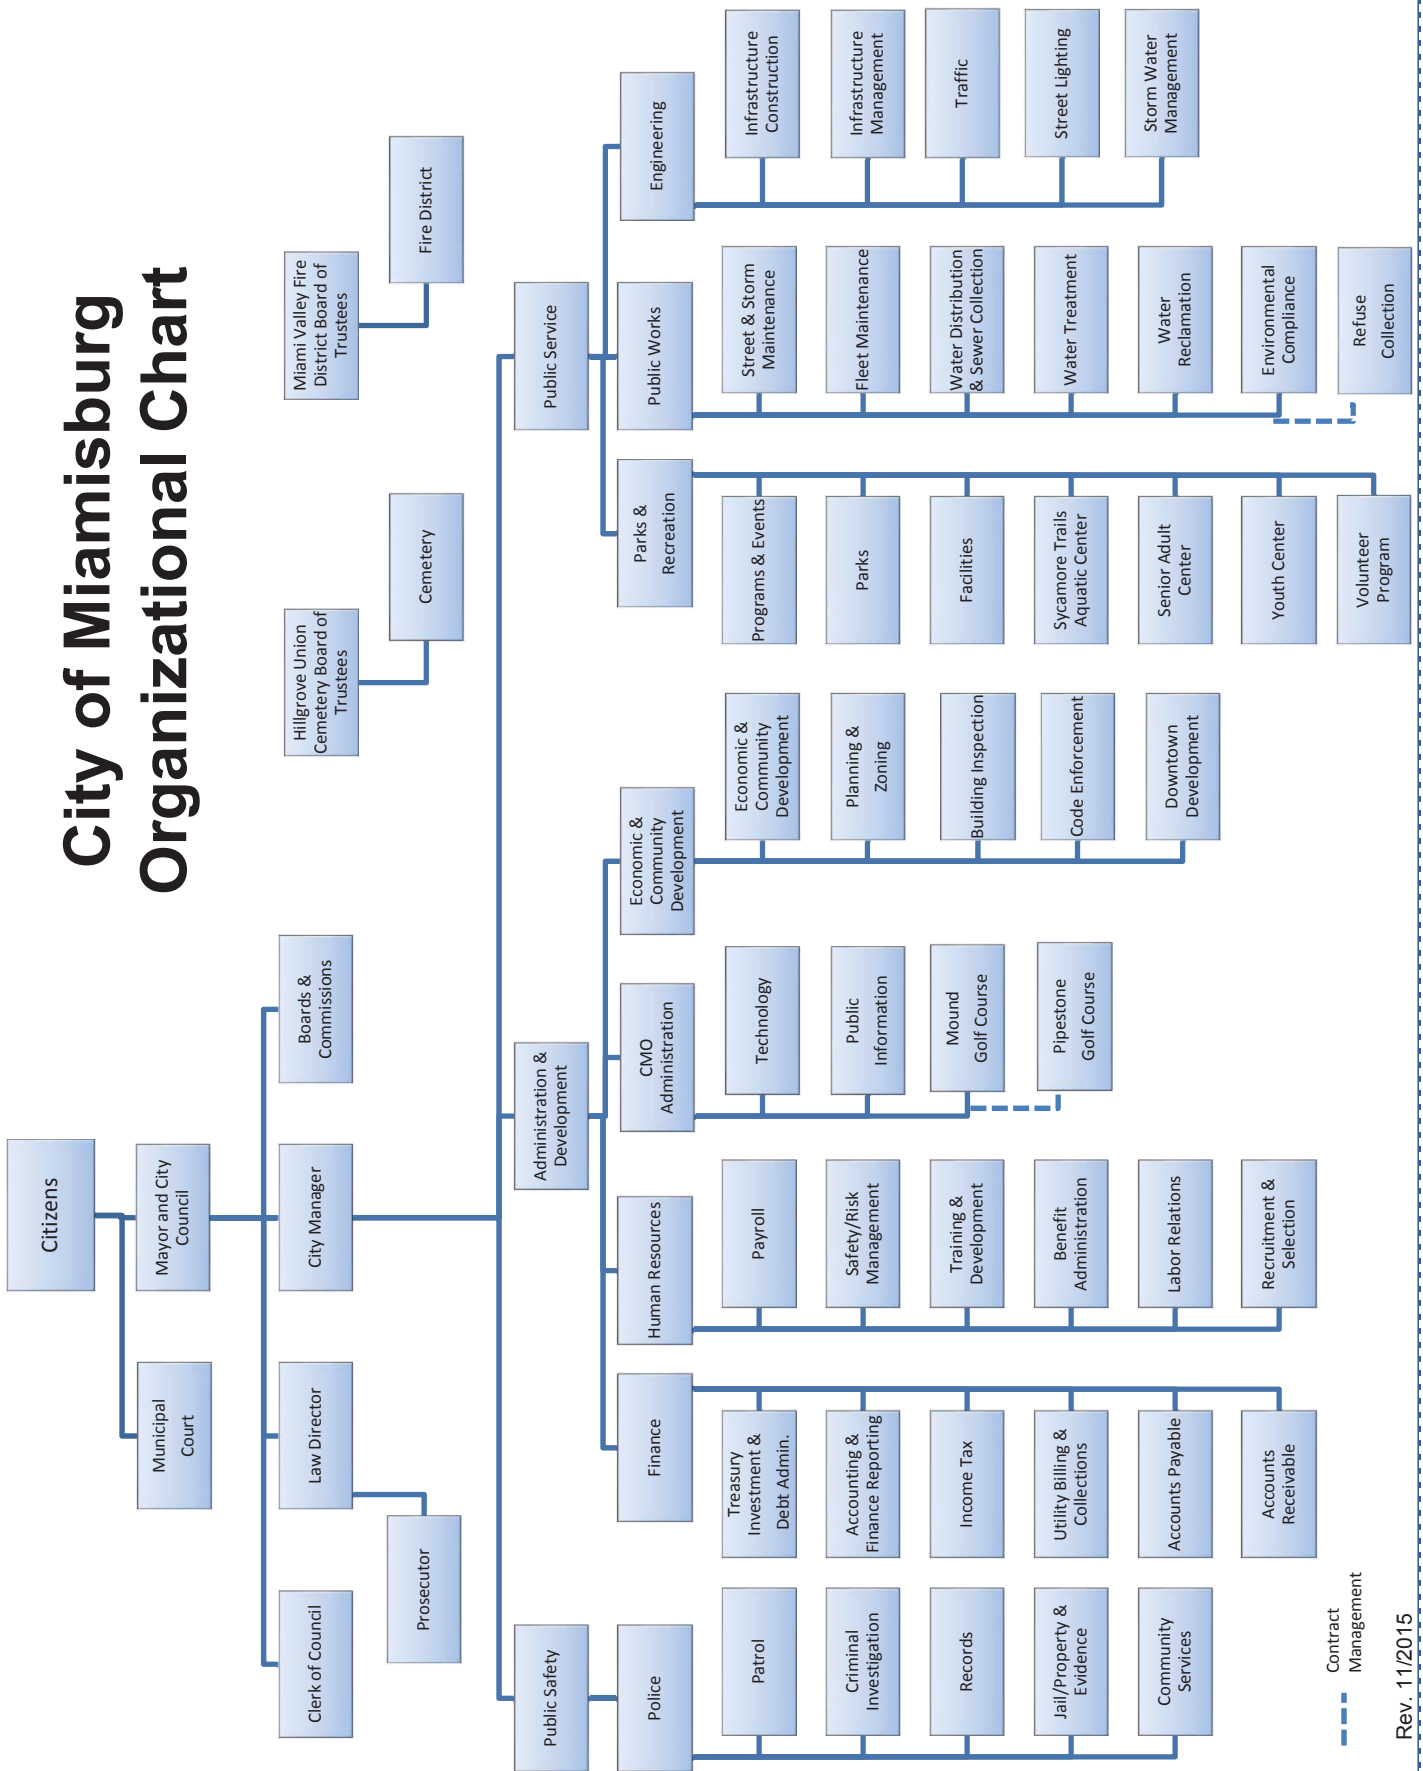 City of Miamisburg
Organizational Chart
Citizens
Municipal
Court
Mayor and City
Council
Clerk of Council
Law Director
City Manager
Boards &
Commissions
Hillgrove Union
Cemetery Board of
Trustees
Miami Valley Fire
District Board of
Trustees
Prosecutor
Cemetery
Fire District
Public Safety
Administration &
Development
Public Service
Police
Finance
Human Resources
CMO
Administration
Economic &
Community
Development
Parks &
Recreation
Public Works
Engineering
Patrol
Criminal
Investigation
Records
Jail/Property &
Evidence
Community
Services
Treasury
Investment &
Debt Admin.
Accounting &
Finance Reporting
Income Tax
Utility Billing &
Collections
Accounts Payable
Accounts
Receivable
Payroll
Safety/Risk
Management
Training &
Development
Benefit
Administration
Labor Relations
Recruitment &
Selection
Technology
Public
Information
Mound
Golf Course
Pipestone
Golf Course
Economic &
Community
Development
Planning &
Zoning
Building Inspection
Code Enforcement
Downtown
Development
Programs & Events
Parks
Facilities
Sycamore Trails
Aquatic Center
Senior Adult
Center
Youth Center
Volunteer
Program
Street & Storm
Maintenance
Fleet Maintenance
Water Distribution
& Sewer Collection
Water Treatment
Water
Reclamation
Environmental
Compliance
Refuse
Collection
Infrastructure
Construction
Infrastructure
Management
Traffic
Street Lighting
Storm Water
Management
Contract
Management
Rev. 11/2015